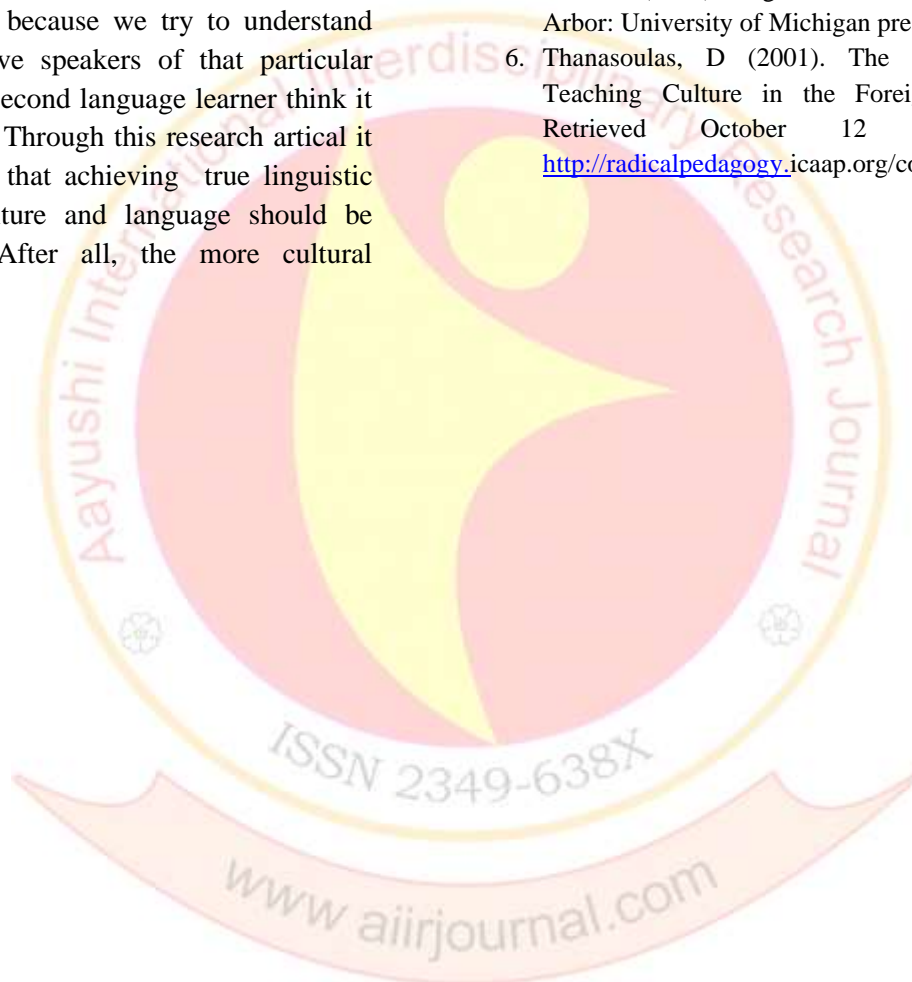 because we try to understand
ve speakers of that particular
econd language learner think it
Through this research artical it
that achieving true linguistic
ture and language should be
After all, the more cultural
Arbor: University of Michigan pre
6. Thanasoulas, D (2001). The
Teaching Culture in the Forei
Retrieved October 12
http://radicalpedagogy.icaap.org/co
Aayushi International Interdisciplinary Research Journal
ISSN 2349-638X
www aiirjournal.com